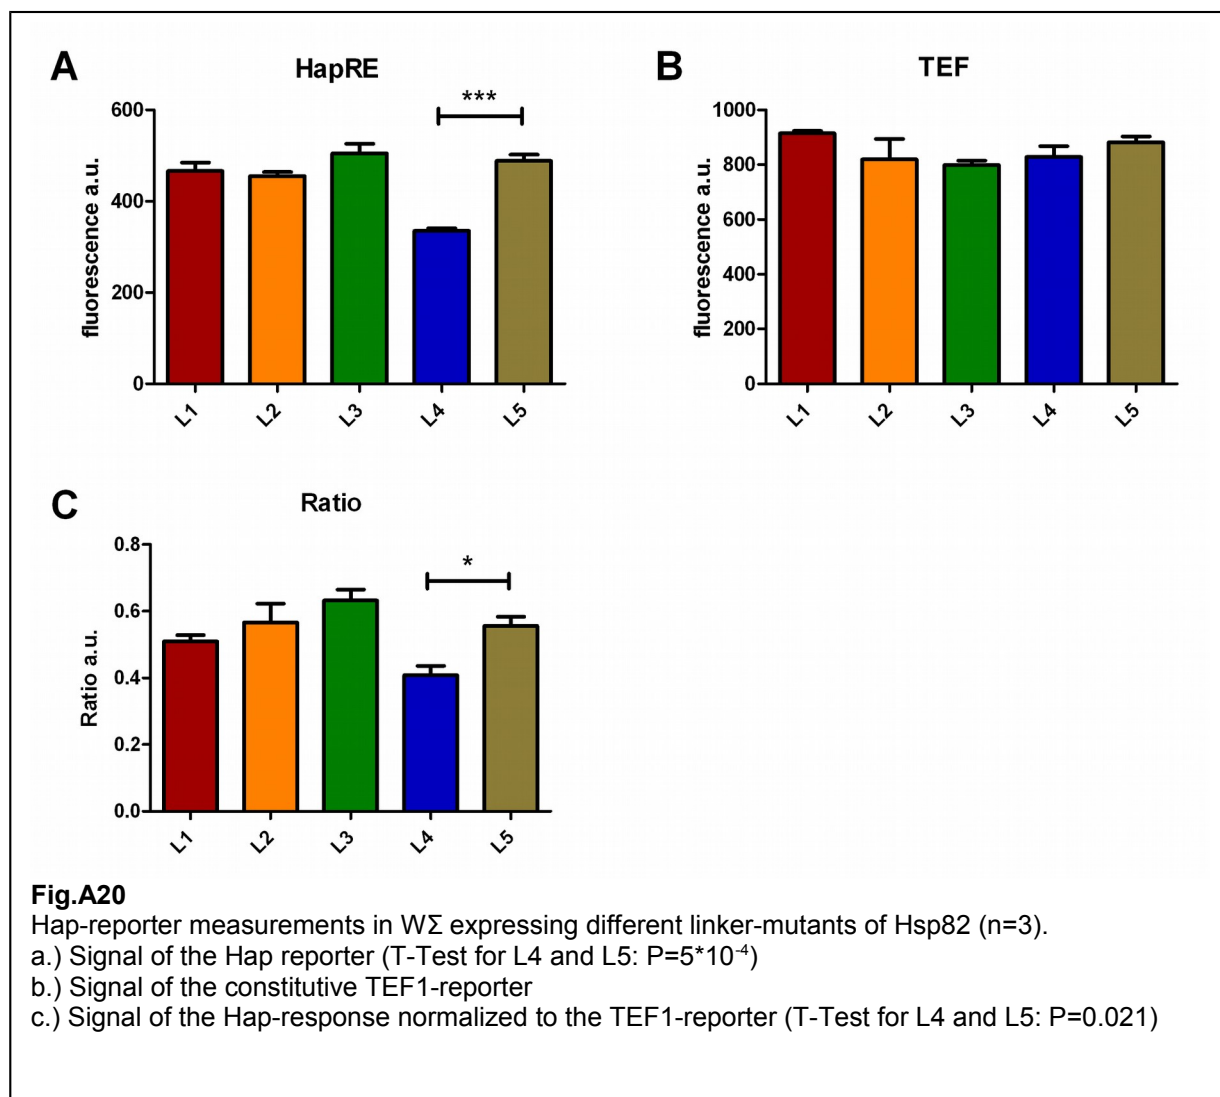 A
HapRE
fluorescence a.u.
600
400
200
0
***
L1
L2
L3
L4
L5
B
TEF
fluorescence a.u.
1000
800
600
400
200
0
L1
L2
L3
L4
L5
C
Ratio
Ratio a.u.
0.8
0.6
0.4
0.2
0.0
*
L1
L2
L3
L4
L5
Fig.A20
Hap-reporter measurements in WΣ expressing different linker-mutants of Hsp82 (n=3).
a.) Signal of the Hap reporter (T-Test for L4 and L5: P=5*10⁻⁴)
b.) Signal of the constitutive TEF1-reporter
c.) Signal of the Hap-response normalized to the TEF1-reporter (T-Test for L4 and L5: P=0.021)